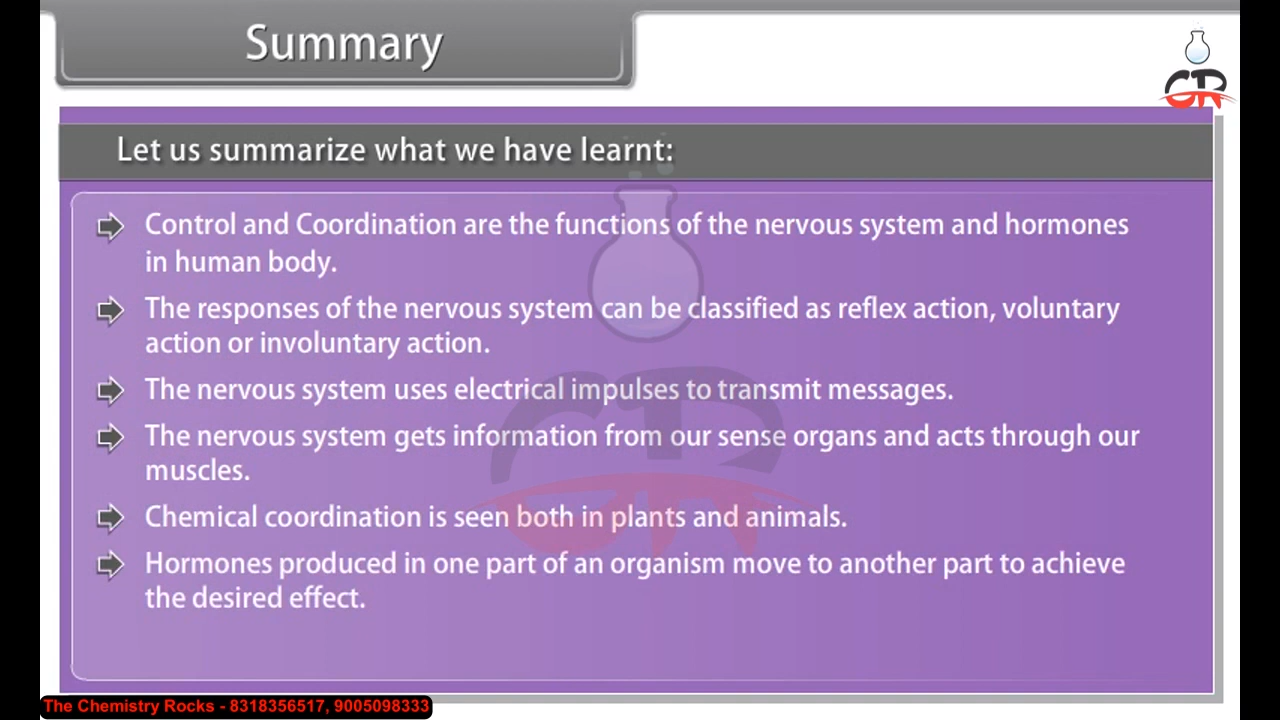 Summary
CR
Let us summarize what we have learnt:
Control and Coordination are the functions of the nervous system and hormones
in human body.
The responses of the nervous system can be classified as reflex action, voluntary
action or involuntary action.
The nervous system uses electrical impulses to transmit messages.
The nervous system gets information from our sense organs and acts through our
muscles.
Chemical coordination is seen both in plants and animals.
Hormones produced in one part of an organism move to another part to achieve
the desired effect.
The Chemistry Rocks - 8318356517, 9005098333